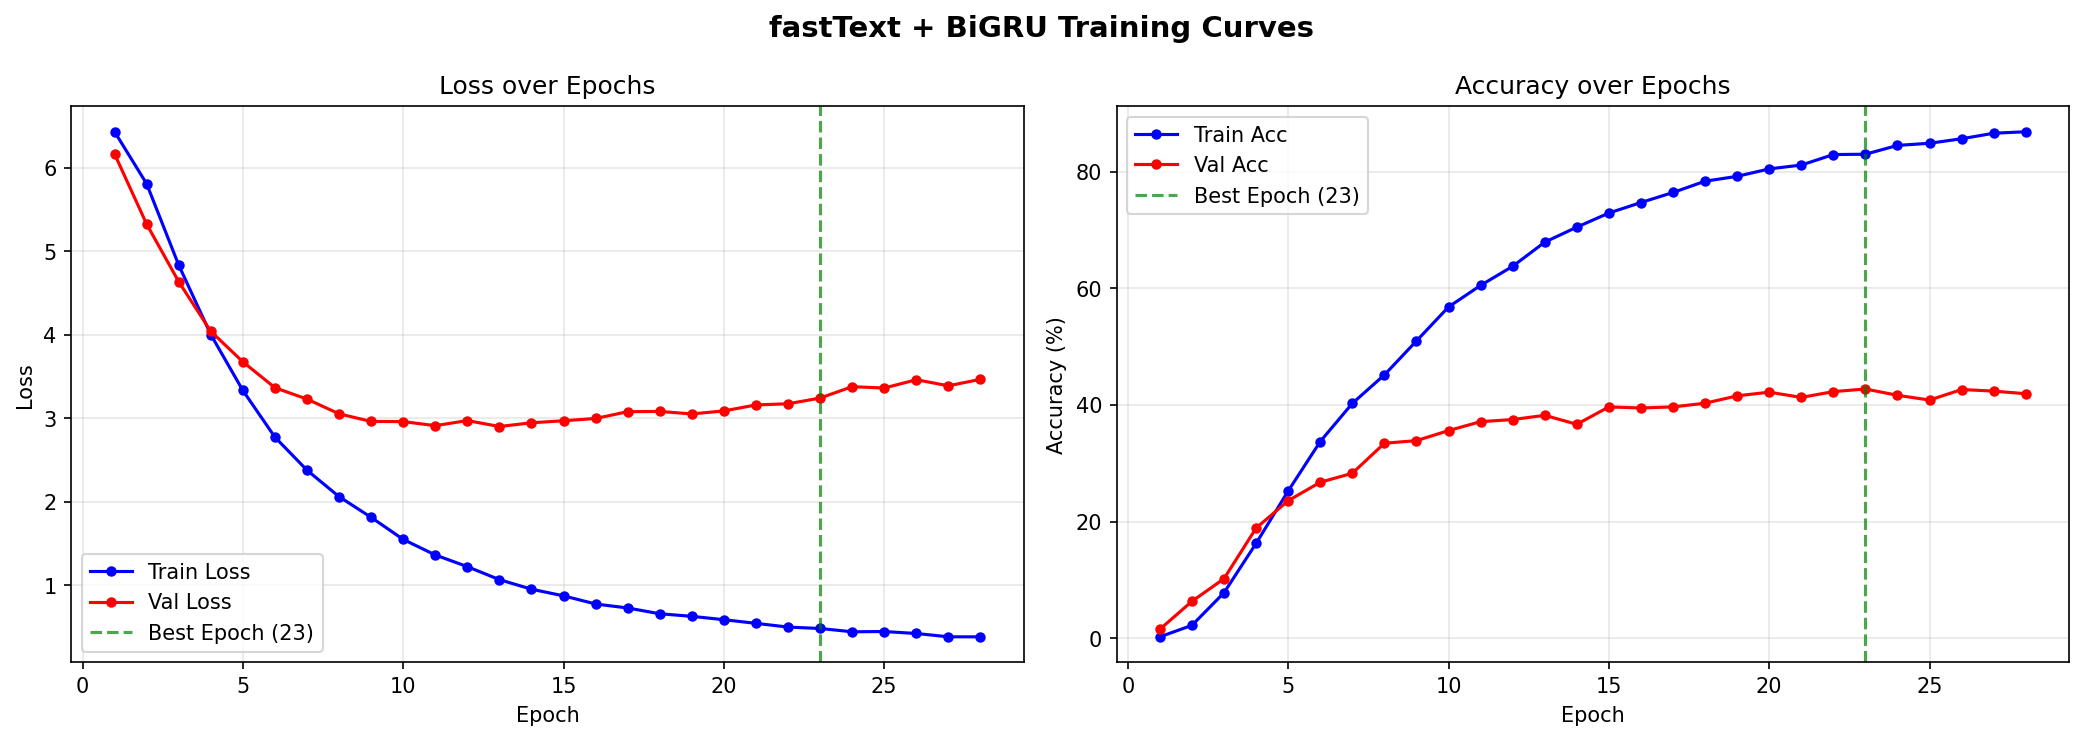 fastText + BiGRU Training Curves
Loss over Epochs
Loss
6
5
4
3
2
1
Train Loss
Val Loss
Best Epoch (23)
0
5
10
15
20
25
Epoch
Accuracy over Epochs
Accuracy (%)
80
60
40
20
0
Train Acc
Val Acc
Best Epoch (23)
0
5
10
15
20
25
Epoch